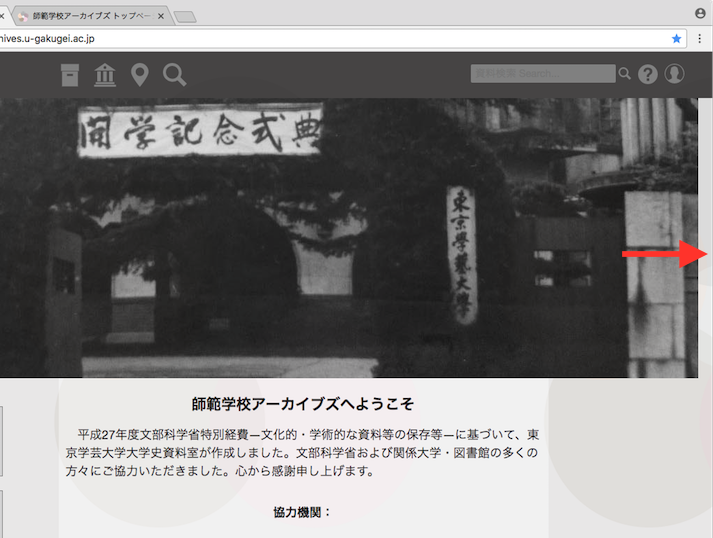 師範学校アーカイブズ トップペー
hives.u-gakugei.ac.jp
資料検索 Search...
開学記念式典
東京學藝大學
師範学校アーカイブズへようこそ
平成27年度文部科学省特別経費—文化的・学術的な資料等の保存等—に基づいて、東
京学芸大学大学史資料室が作成しました。文部科学省および関係大学・図書館の多くの
方々にご協力いただきました。心から感謝申し上げます。
協力機関：